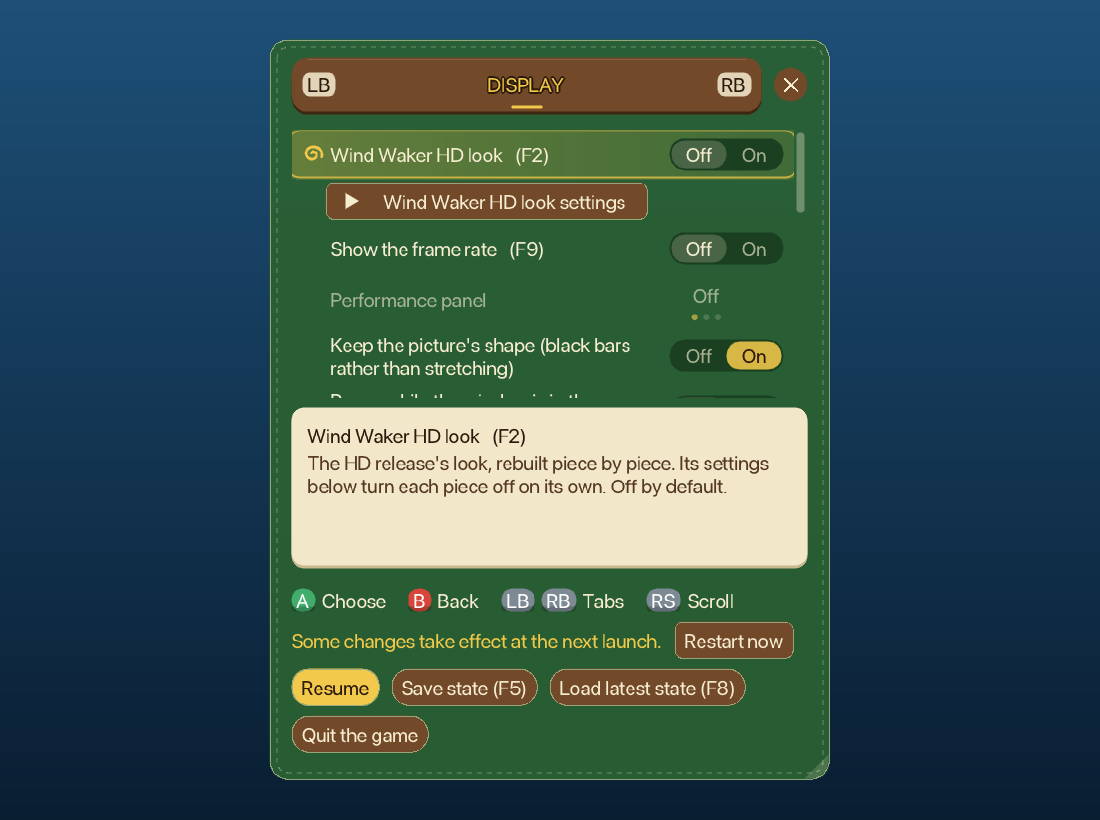 LB DISPLAY RB
Wind Waker HD look (F2) Off On
Wind Waker HD look settings
Show the frame rate (F9) Off On
Performance panel Off
Keep the picture's shape (black bars
rather than stretching) Off On
Wind Waker HD look (F2)
The HD release's look, rebuilt piece by piece. Its settings
below turn each piece off on its own. Off by default.
A Choose B Back LB RB Tabs RS Scroll
Some changes take effect at the next launch. Restart now
Resume Save state (F5) Load latest state (F8)
Quit the game